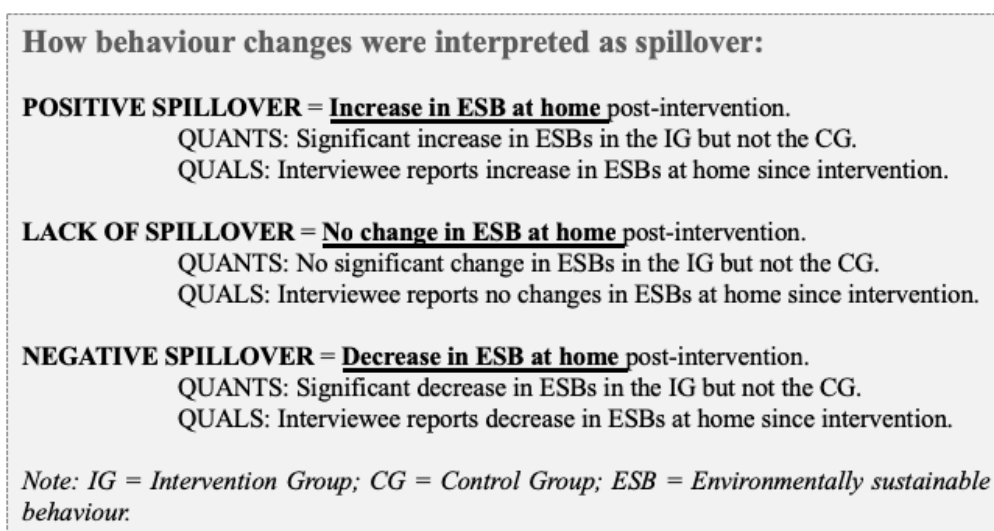 How behaviour changes were interpreted as spillover:
POSITIVE SPILLOVER = Increase in ESB at home post-intervention.
QUANTS: Significant increase in ESBs in the IG but not the CG.
QUALS: Interviewee reports increase in ESBs at home since intervention.
LACK OF SPILLOVER = No change in ESB at home post-intervention.
QUANTS: No significant change in ESBs in the IG but not the CG.
QUALS: Interviewee reports no changes in ESBs at home since intervention.
NEGATIVE SPILLOVER = Decrease in ESB at home post-intervention.
QUANTS: Significant decrease in ESBs in the IG but not the CG.
QUALS: Interviewee reports decrease in ESBs at home since intervention.
Note: IG = Intervention Group; CG = Control Group; ESB = Environmentally sustainable
behaviour.